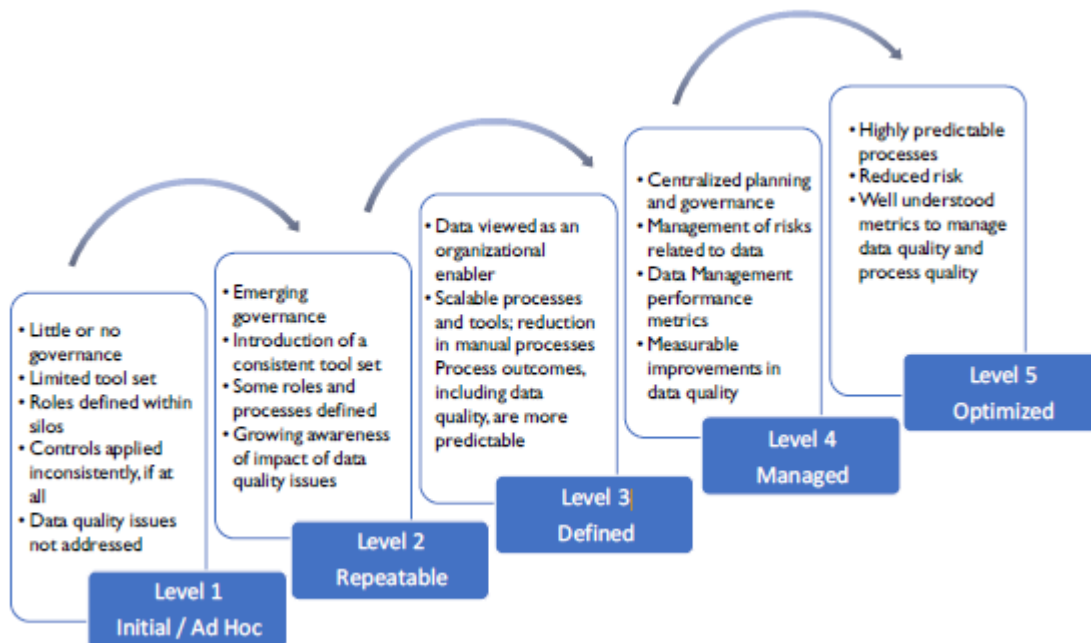 • Little or no
governance
• Limited tool set
• Roles defined within
silos
• Controls applied
inconsistently, if at
all
• Data quality issues
not addressed
Level 1
Initial / Ad Hoc
• Emerging
governance
• Introduction of a
consistent tool set
• Some roles and
processes defined
• Growing awareness
of impact of data
quality issues
Level 2
Repeatable
• Data viewed as an
organizational
enabler
• Scalable processes
and tools; reduction
in manual processes
Process outcomes,
including data
quality, are more
predictable
Level 3
Defined
• Centralized planning
and governance
• Management of risks
related to data
• Data Management
performance
metrics
• Measurable
improvements in
data quality
Level 4
Managed
• Highly predictable
processes
• Reduced risk
• Well understood
metrics to manage
data quality and
process quality
Level 5
Optimized